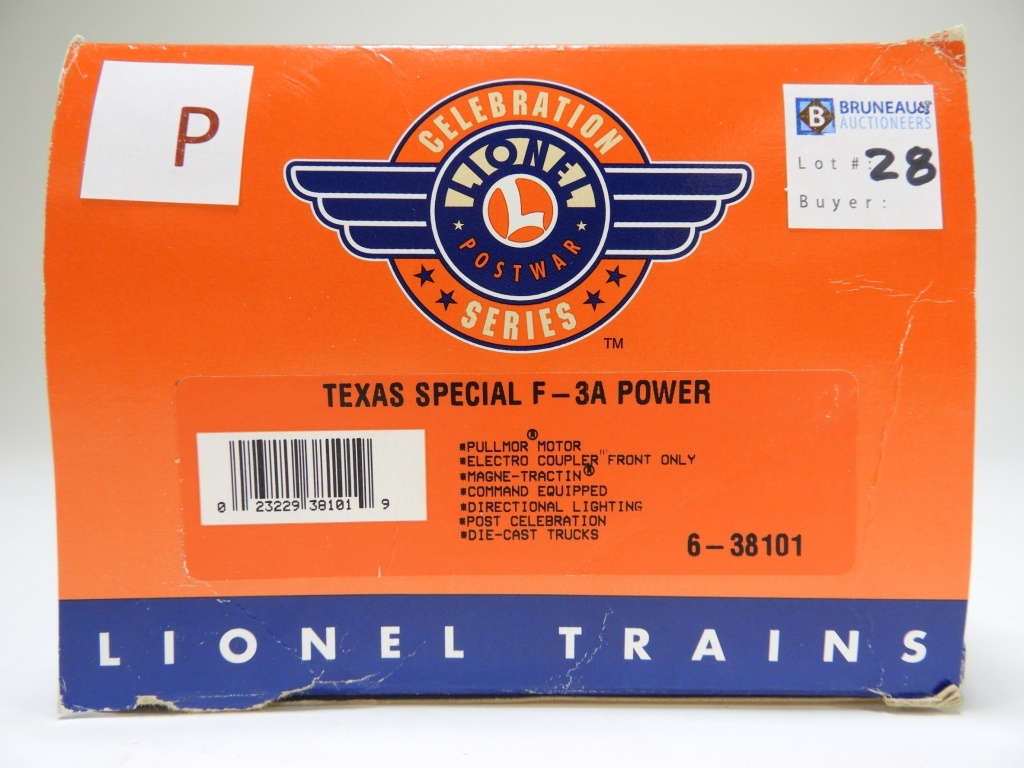 P
CELEBRATION
LIONEL
L
POSTWAR
SERIES
TM
B BRUNEAU & CO
AUCTIONEERS
Lot #: 28
Buyer:
TEXAS SPECIAL F-3A POWER
*PULLMOR® MOTOR
*ELECTRO COUPLER" FRONT ONLY
*MAGNE-TRACTIN®
*COMMAND EQUIPPED
*DIRECTIONAL LIGHTING
*POST CELEBRATION
*DIE-CAST TRUCKS
0 23229 38101 9
6-38101
LIONEL TRAINS